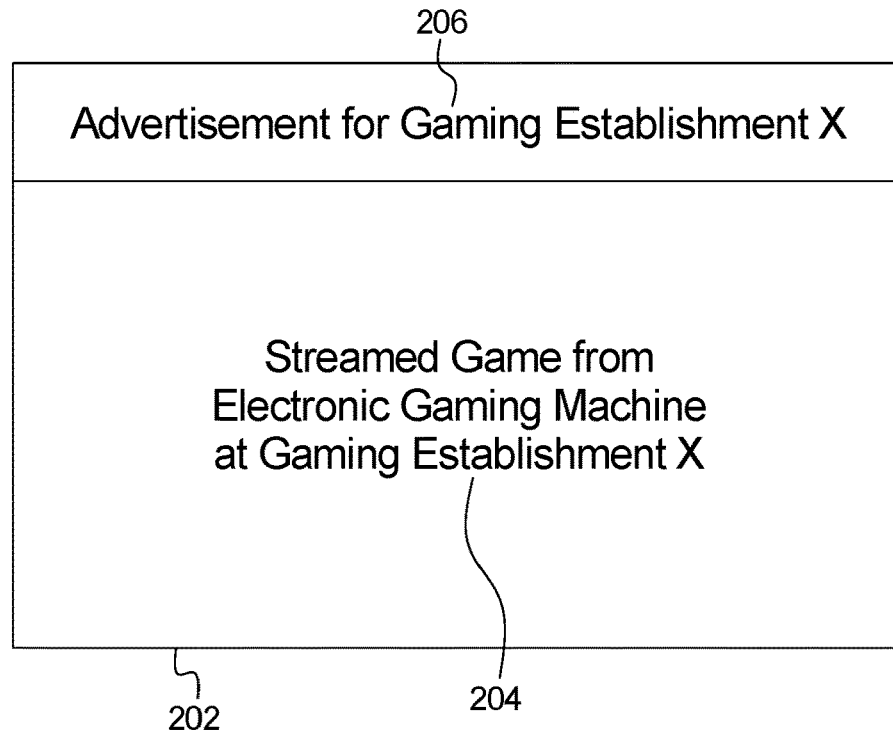 206
Advertisement for Gaming Establishment X
Streamed Game from
Electronic Gaming Machine
at Gaming Establishment X
202
204